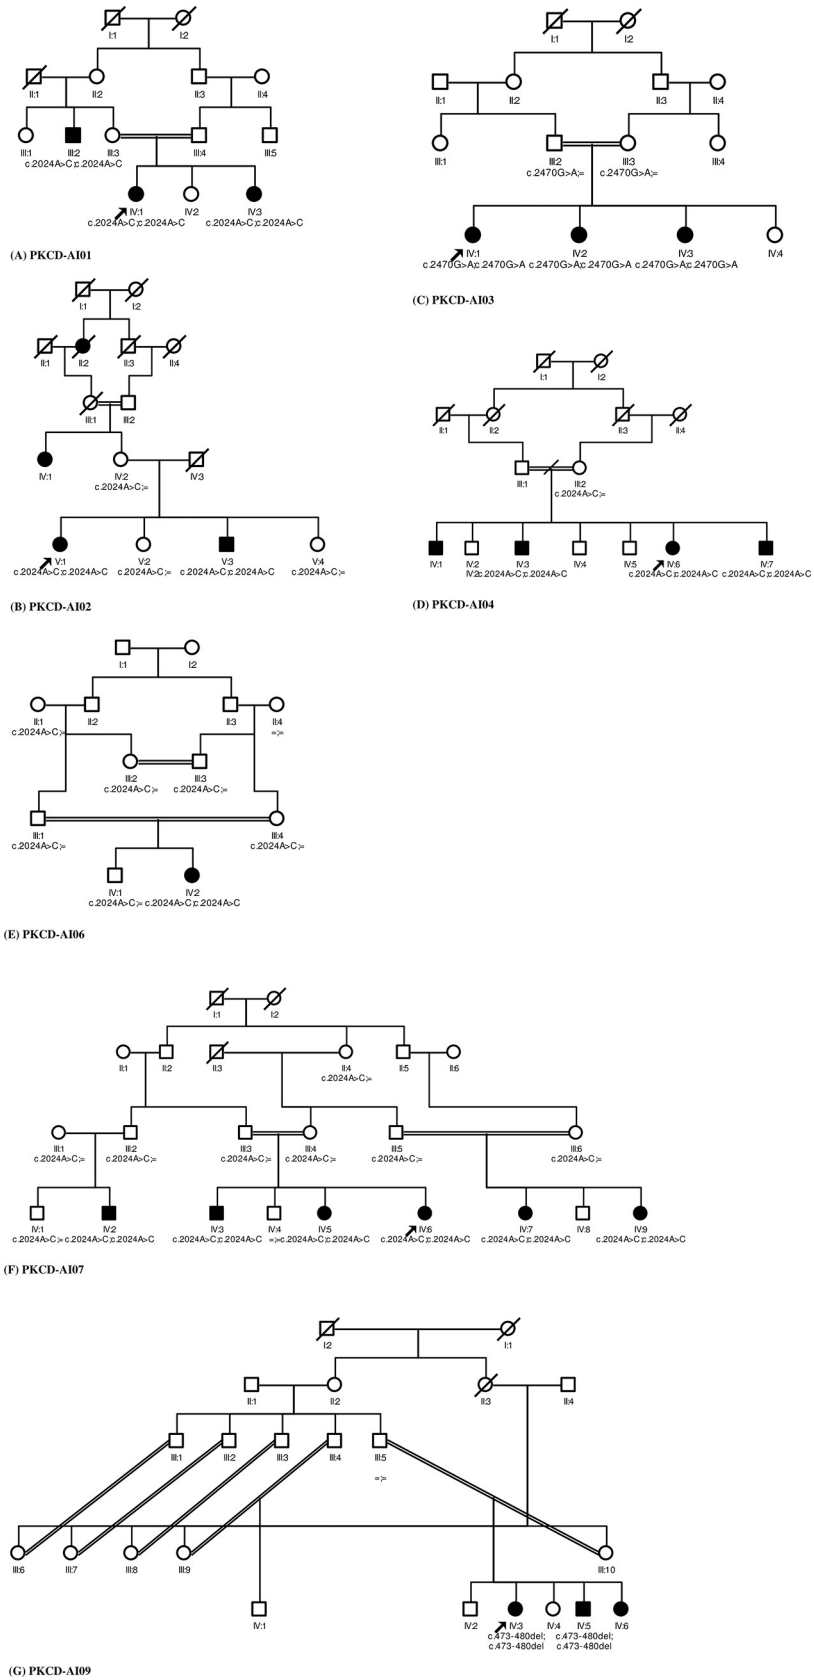 I:1 I:2
II:1 II:2 II:3 II:4
III:1 III:2 III:3 III:4 III:5
c.2024A>C;c.2024A>C
IV:1 IV:2 IV:3
c.2024A>C;c.2024A>C c.2024A>C;c.2024A>C
(A) PKCD-AI01
I:1 I:2
II:1 II:2 II:3 II:4
III:1 III:2 III:3 III:4
c.2470G>A;= c.2470G>A;=
IV:1 IV:2 IV:3 IV:4
c.2470G>A;c.2470G>A c.2470G>A;c.2470G>A c.2470G>A;c.2470G>A
(C) PKCD-AI03
I:1 I:2
II:1 II:2 II:3 II:4
III:1 III:2
IV:1 IV:2 IV:3
c.2024A>C;=
V:1 V:2 V:3 V:4
c.2024A>C;c.2024A>C c.2024A>C;= c.2024A>C;c.2024A>C c.2024A>C;=
(B) PKCD-AI02
I:1 I:2
II:1 II:2 II:3 II:4
III:1 III:2
c.2024A>C;=
IV:1 IV:2 IV:3 IV:4 IV:5 IV:6 IV:7
IV:2c.2024A>C;c.2024A>C c.2024A>C;c.2024A>C c.2024A>C;c.2024A>C
(D) PKCD-AI04
I:1 I:2
II:1 II:2 II:3 II:4
c.2024A>C;= =;=
III:2 III:3
c.2024A>C;= c.2024A>C;=
III:1 III:4
c.2024A>C;= c.2024A>C;=
IV:1 IV:2
c.2024A>C;= c.2024A>C;c.2024A>C
(E) PKCD-AI06
I:1 I:2
II:1 II:2 II:3 II:4 II:5 II:6
c.2024A>C;=
III:1 III:2 III:3 III:4 III:5 III:6
c.2024A>C;= c.2024A>C;= c.2024A>C;= c.2024A>C;= c.2024A>C;= c.2024A>C;=
IV:1 IV:2 IV:3 IV:4 IV:5 IV:6 IV:7 IV:8 IV:9
c.2024A>C;= c.2024A>C;c.2024A>C c.2024A>C;c.2024A>C =;= c.2024A>C;c.2024A>C c.2024A>C;c.2024A>C c.2024A>C;c.2024A>C c.2024A>C;c.2024A>C
(F) PKCD-AI07
I:2 I:1
II:1 II:2 II:3 II:4
III:1 III:2 III:3 III:4 III:5
=;=
III:6 III:7 III:8 III:9 III:10
IV:1 IV:2 IV:3 IV:4 IV:5 IV:6
c.473-480del; c.473-480del;
c.473-480del c.473-480del
(G) PKCD-AI09